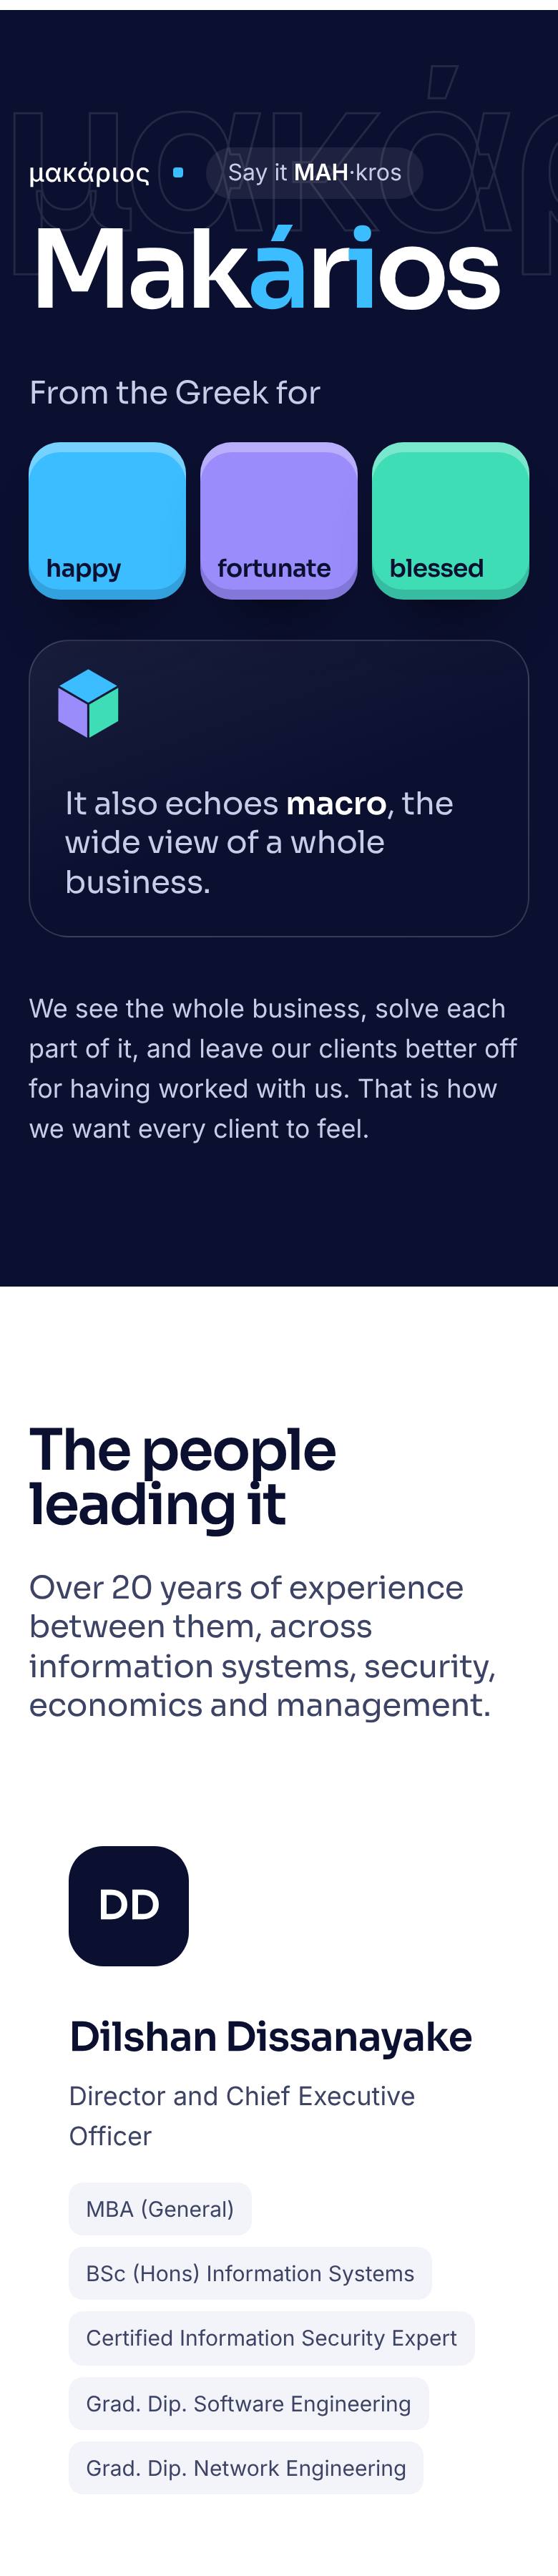 μακάρ
μακάριος
Say it MAH·kros
Makários
From the Greek for
happy
fortunate
blessed
It also echoes macro, the
wide view of a whole
business.
We see the whole business, solve each
part of it, and leave our clients better off
for having worked with us. That is how
we want every client to feel.
The people
leading it
Over 20 years of experience
between them, across
information systems, security,
economics and management.
DD
Dilshan Dissanayake
Director and Chief Executive
Officer
MBA (General)
BSc (Hons) Information Systems
Certified Information Security Expert
Grad. Dip. Software Engineering
Grad. Dip. Network Engineering